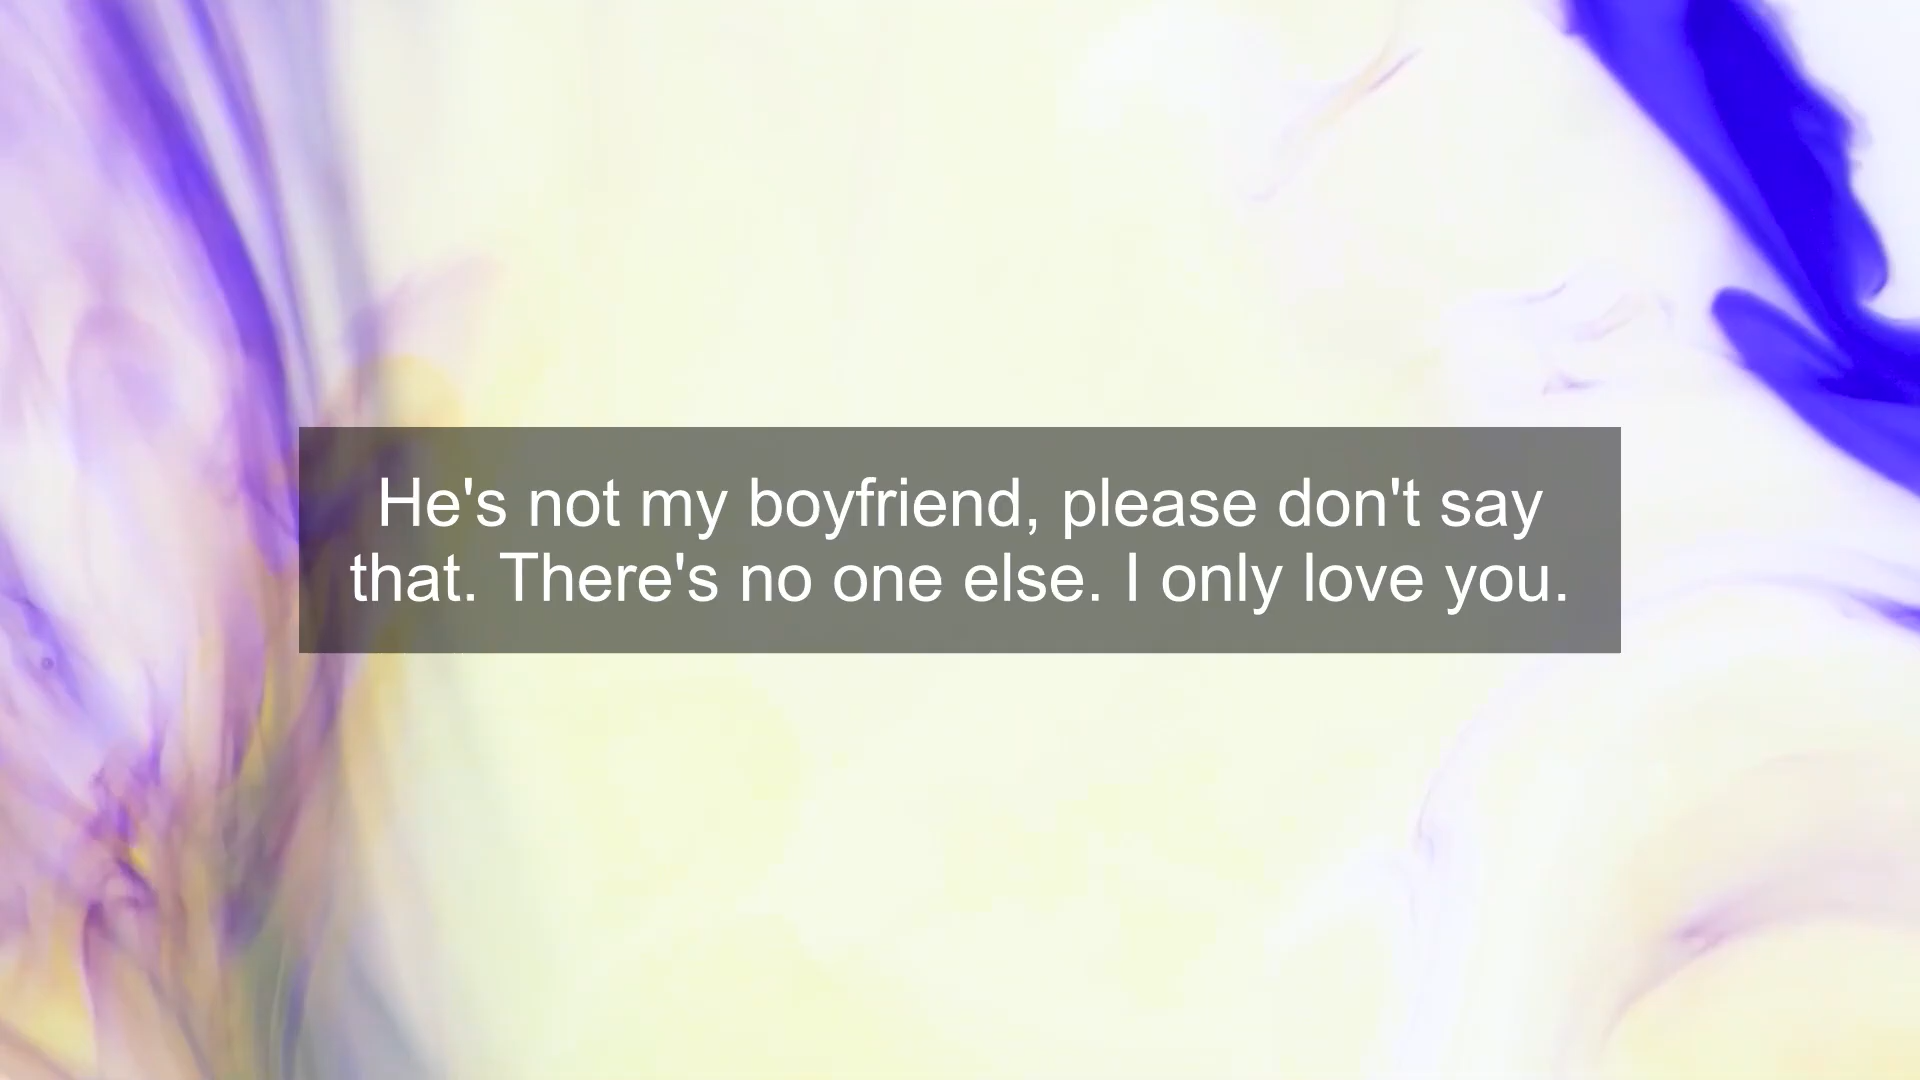 He's not my boyfriend, please don't say
that. There's no one else. I only love you.